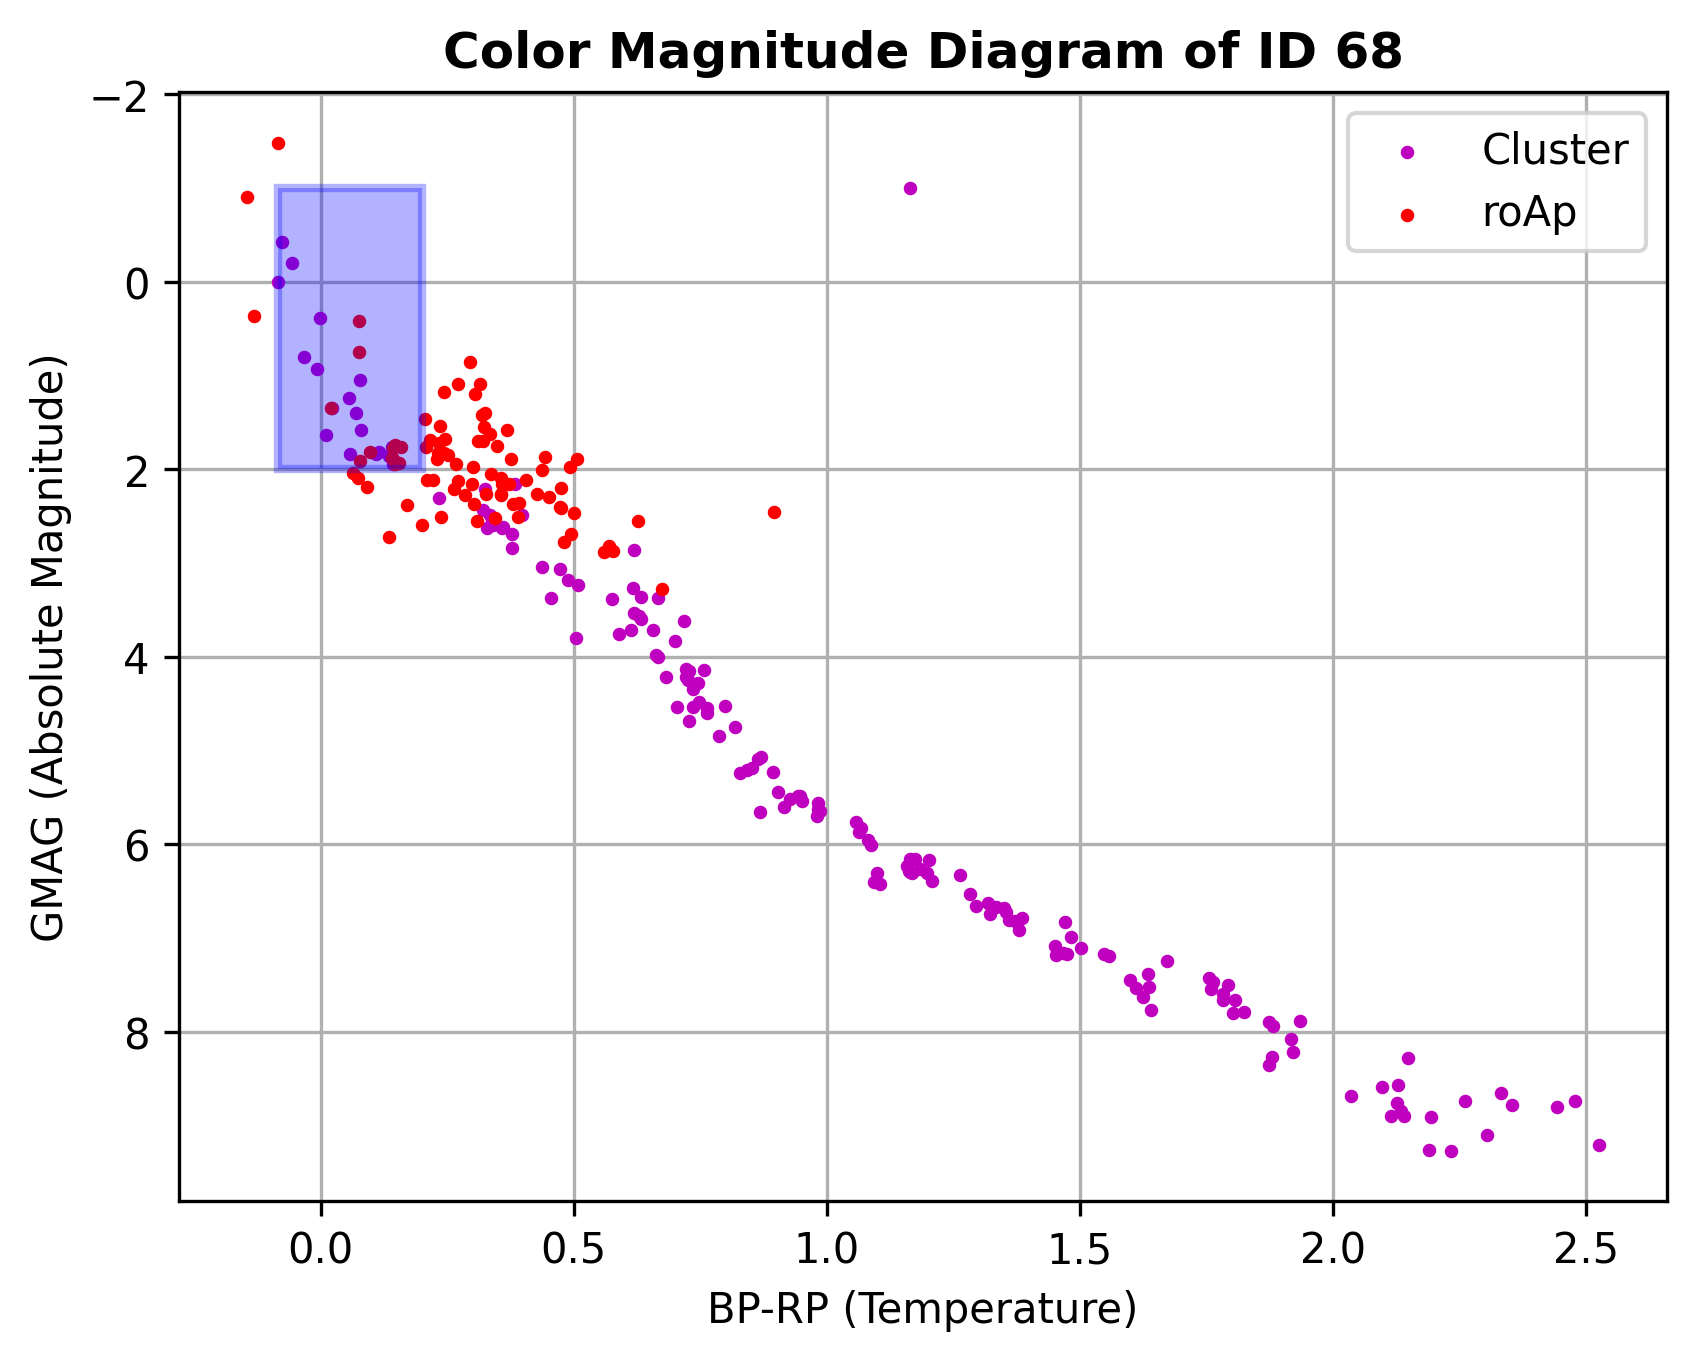 Color Magnitude Diagram of ID 68
Cluster
roAp
−2
0
2
4
6
8
GMAG (Absolute Magnitude)
0.0 0.5 1.0 1.5 2.0 2.5
BP-RP (Temperature)